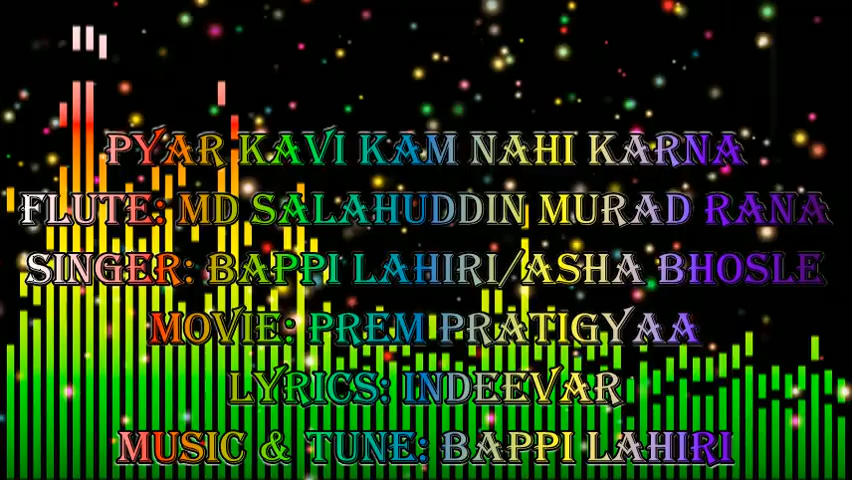 PYAR KAVI KAM NAHI KARNA
FLUTE: MD SALAHUDDIN MURAD RANA
SINGER: BAPPI LAHIRI/ASHA BHOSLE
MOVIE: PREM PRATIGYAA
LYRICS: INDEEVAR
MUSIC & TUNE: BAPPI LAHIRI